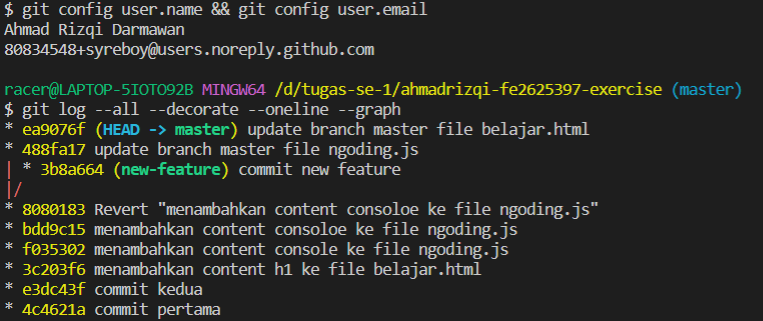 $ git config user.name && git config user.email
Ahmad Rizqi Darmawan
80834548+syreboy@users.noreply.github.com
racer@LAPTOP-5IOTO92B MINGW64 /d/tugas-se-1/ahmadrizqi-fe2625397-exercise (master)
$ git log --all --decorate --oneline --graph
* ea9076f (HEAD -> master) update branch master file belajar.html
* 488fa17 update branch master file ngoding.js
| * 3b8a664 (new-feature) commit new feature
|/
* 8080183 Revert "menambahkan content consoloe ke file ngoding.js"
* bdd9c15 menambahkan content consoloe ke file ngoding.js
* f035302 menambahkan content console ke file ngoding.js
* 3c203f6 menambahkan content h1 ke file belajar.html
* e3dc43f commit kedua
* 4c4621a commit pertama